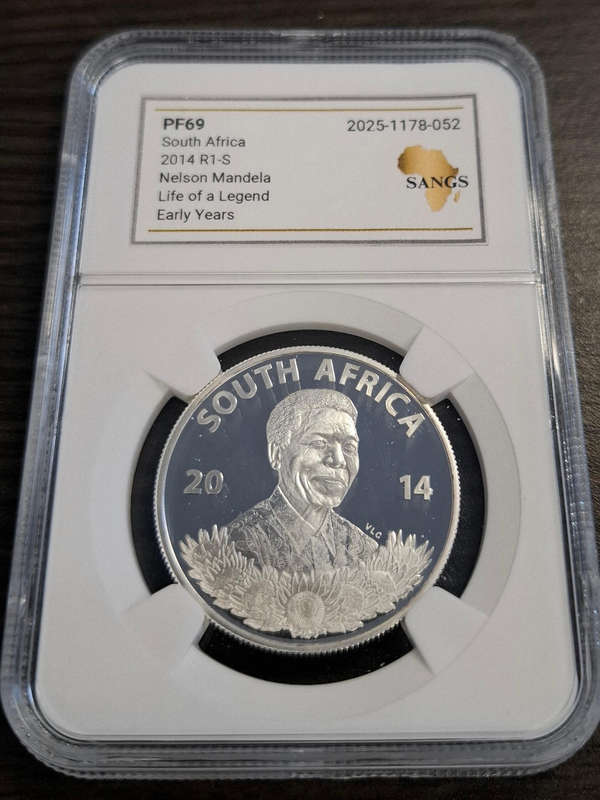 PF69
2025-1178-052
South Africa
2014 R1-S
Nelson Mandela
Life of a Legend
Early Years
SANGS
SOUTH AFRICA
20 14
VLC